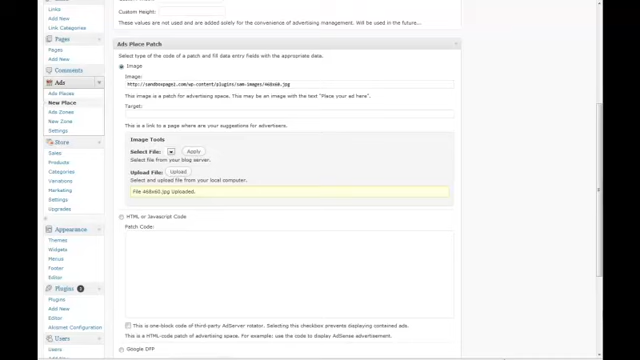 Links
Add New
Link Categories
Pages
Pages
Add New
Comments
Ads
Ads Places
New Place
Ads Zones
New Zone
Settings
Store
Sales
Products
Categories
Variations
Marketing
Settings
Upgrades
Appearance
Themes
Widgets
Menus
Footer
Editor
Plugins 1
Plugins
Add New
Editor
Akismet Configuration
Users
Users
Custom Height:
These values are not used and are added solely for the convenience of advertising management. Will be used in the future...
Ads Place Patch
Select type of the code of a patch and fill data entry fields with the appropriate data.
Image
Image:
http://sandboxpage2.com/wp-content/plugins/sam-images/468x60.jpg
This image is a patch for advertising space. This may be an image with the text "Place your ad here".
Target:
This is a link to a page where are your suggestions for advertisers.
Image Tools
Select File: Apply
Select file from your blog server.
Upload File: Upload
Select and upload file from your local computer.
File 468x60.jpg Uploaded.
HTML or Javascript Code
Patch Code:
This is one-block code of third-party AdServer rotator. Selecting this checkbox prevents displaying contained ads.
This is a HTML-code patch of advertising space. For example: use the code to display AdSense advertisement.
Google DFP